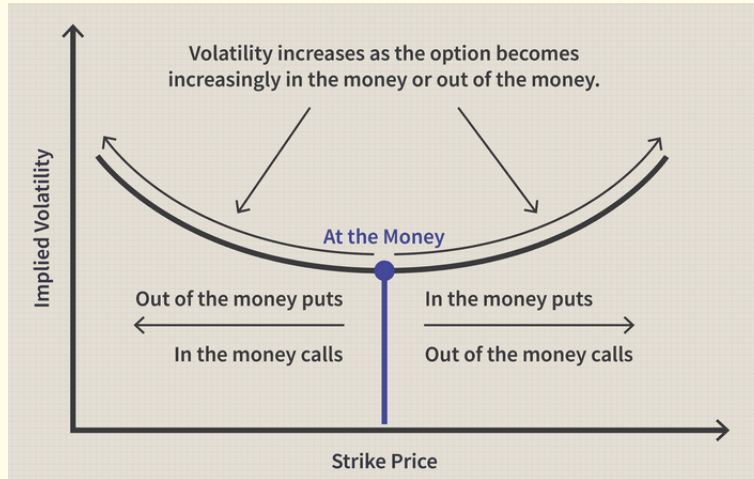 Volatility increases as the option becomes
increasingly in the money or out of the money.
Implied Volatility
At the Money
Out of the money puts
In the money puts
In the money calls
Out of the money calls
Strike Price